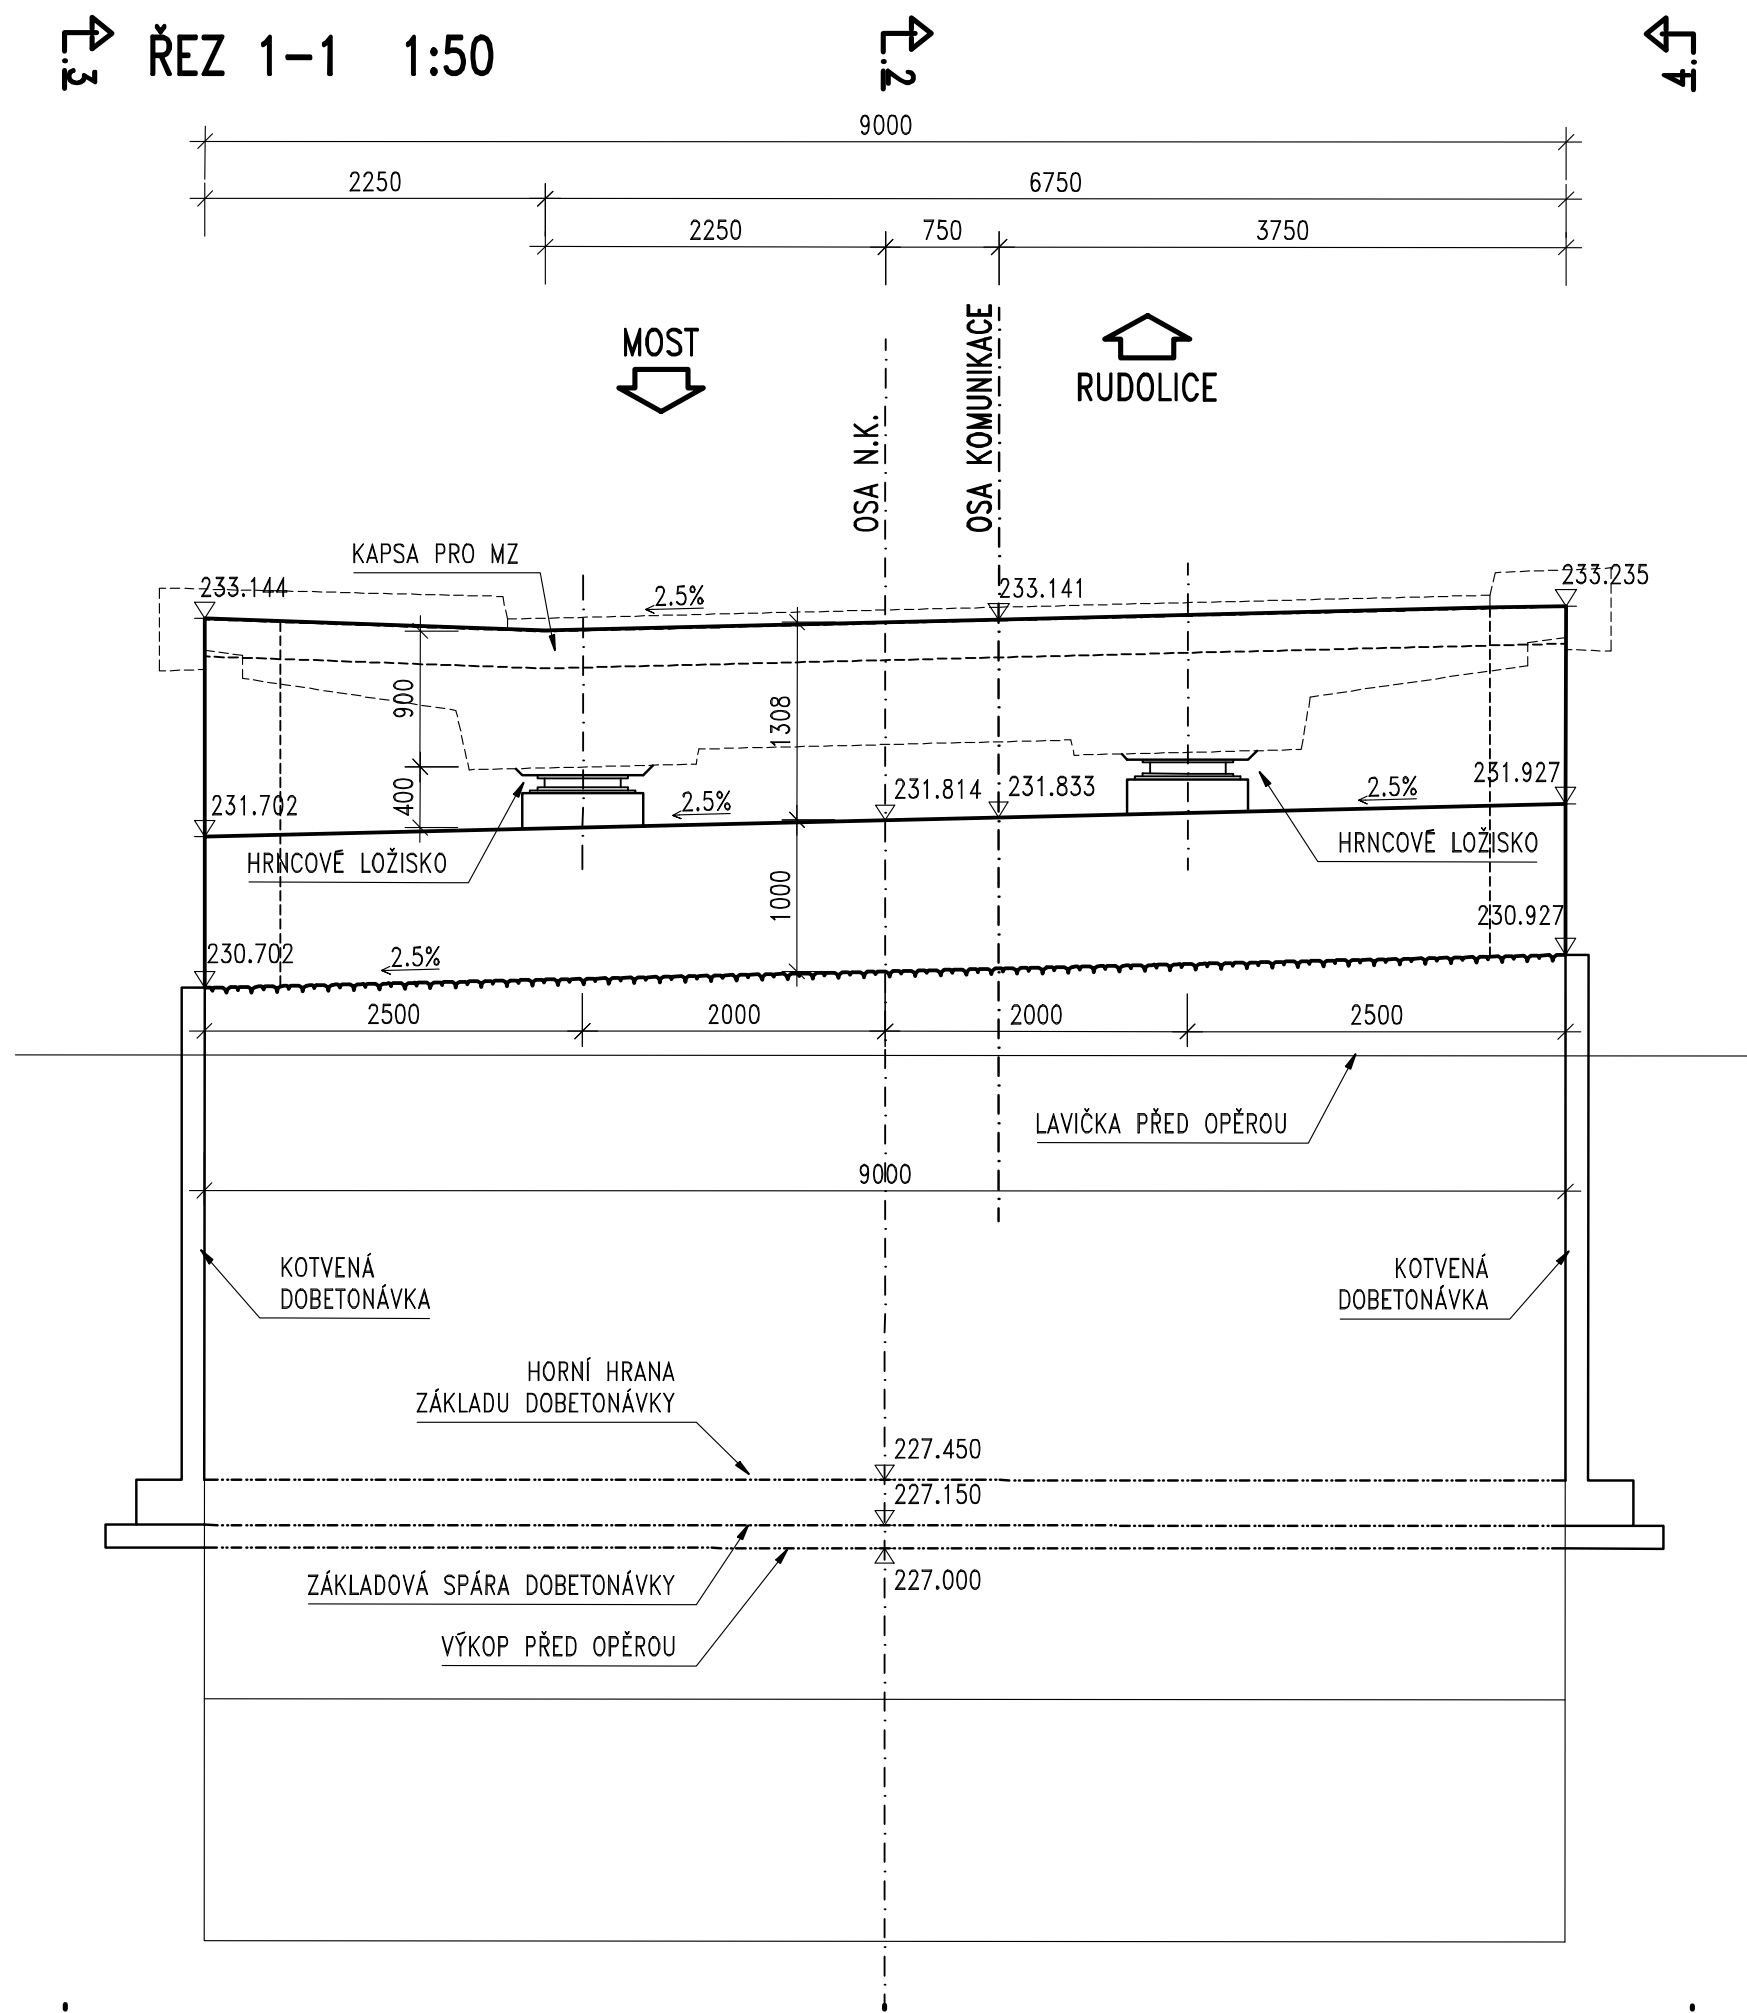 3
ŘEZ 1-1 1:50
2
4
9000
2250
6750
2250
750
3750
MOST
OSA N.K.
OSA KOMUNIKACE
RUDOLICE
KAPSA PRO MZ
233.144
2.5%
233.141
233.235
900
1308
400
231.702
2.5%
231.814
231.833
2.5%
231.927
HRNCOVÉ LOŽISKO
HRNCOVÉ LOŽISKO
1000
230.702
2.5%
230.927
2500
2000
2000
2500
LAVIČKA PŘED OPĚROU
9000
KOTVENÁ
DOBETONÁVKA
KOTVENÁ
DOBETONÁVKA
HORNÍ HRANA
ZÁKLADU DOBETONÁVKY
227.450
227.150
ZÁKLADOVÁ SPÁRA DOBETONÁVKY
227.000
VÝKOP PŘED OPĚROU